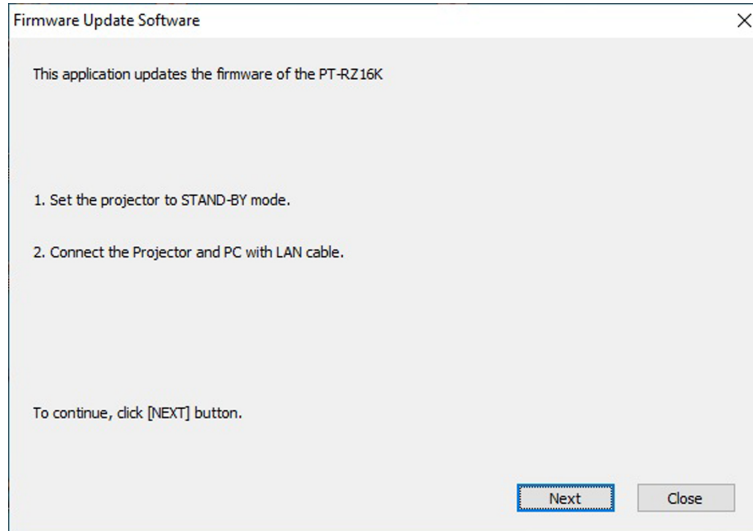 Firmware Update Software
This application updates the firmware of the PT-RZ16K
1. Set the projector to STAND-BY mode.
2. Connect the Projector and PC with LAN cable.
To continue, click [NEXT] button.
Next
Close